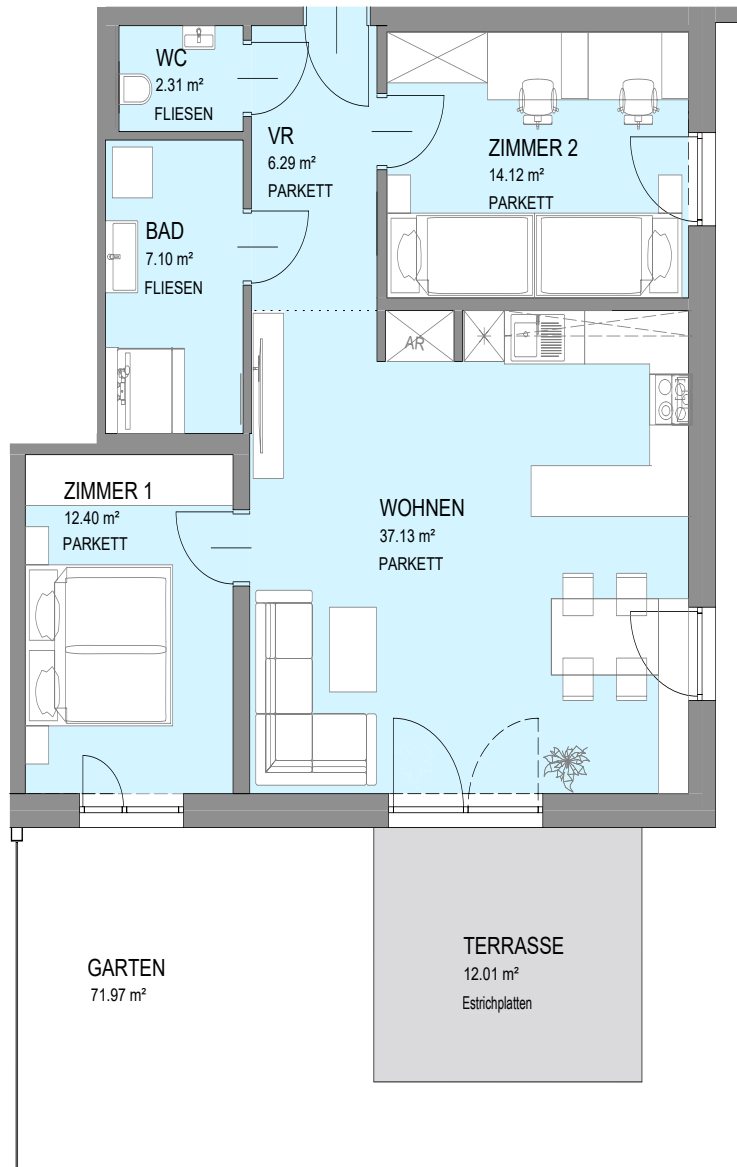 WC
2.31 m²
FLIESEN
VR
6.29 m²
PARKETT
ZIMMER 2
14.12 m²
PARKETT
BAD
7.10 m²
FLIESEN
AR
ZIMMER 1
12.40 m²
PARKETT
WOHNEN
37.13 m²
PARKETT
GARTEN
71.97 m²
TERRASSE
12.01 m²
Estrichplatten